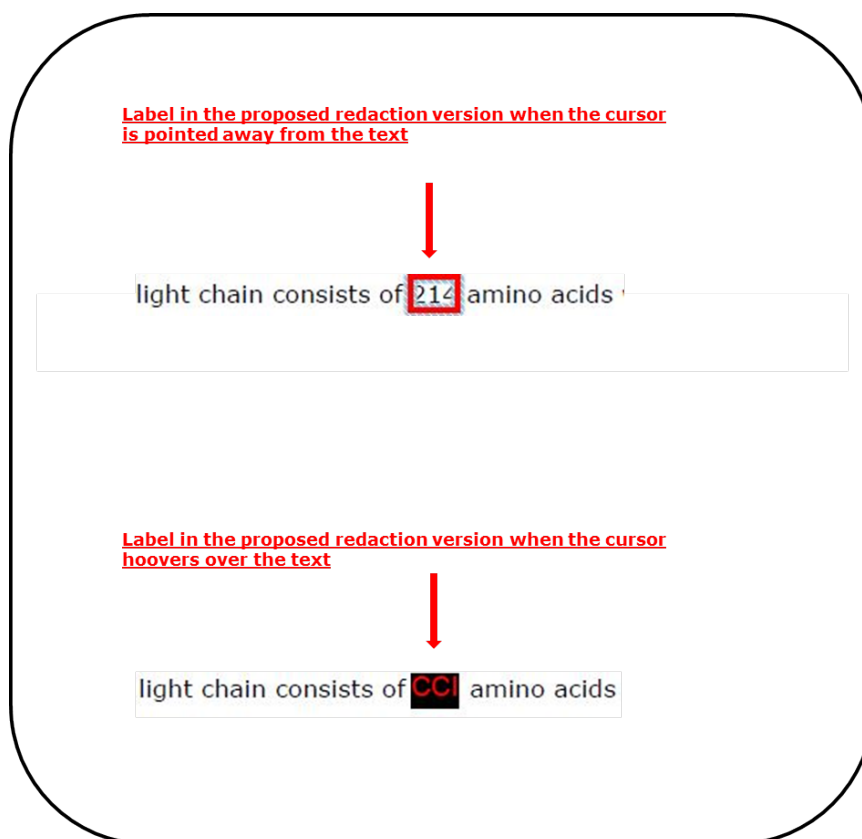 Label in the proposed redaction version when the cursor
is pointed away from the text
light chain consists of 214 amino acids
Label in the proposed redaction version when the cursor
hoovers over the text
light chain consists of CCI amino acids